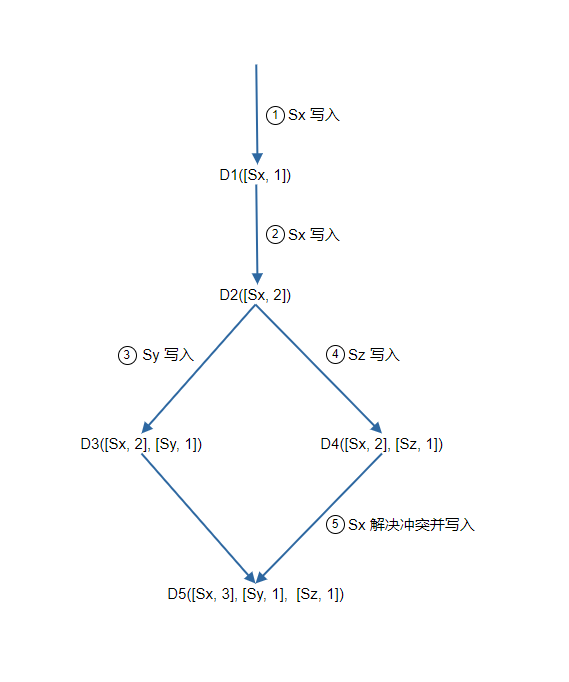 ① Sx 写入
D1([Sx, 1])
② Sx 写入
D2([Sx, 2])
③ Sy 写入
④ Sz 写入
D3([Sx, 2], [Sy, 1])
D4([Sx, 2], [Sz, 1])
⑤ Sx 解决冲突并写入
D5([Sx, 3], [Sy, 1], [Sz, 1])